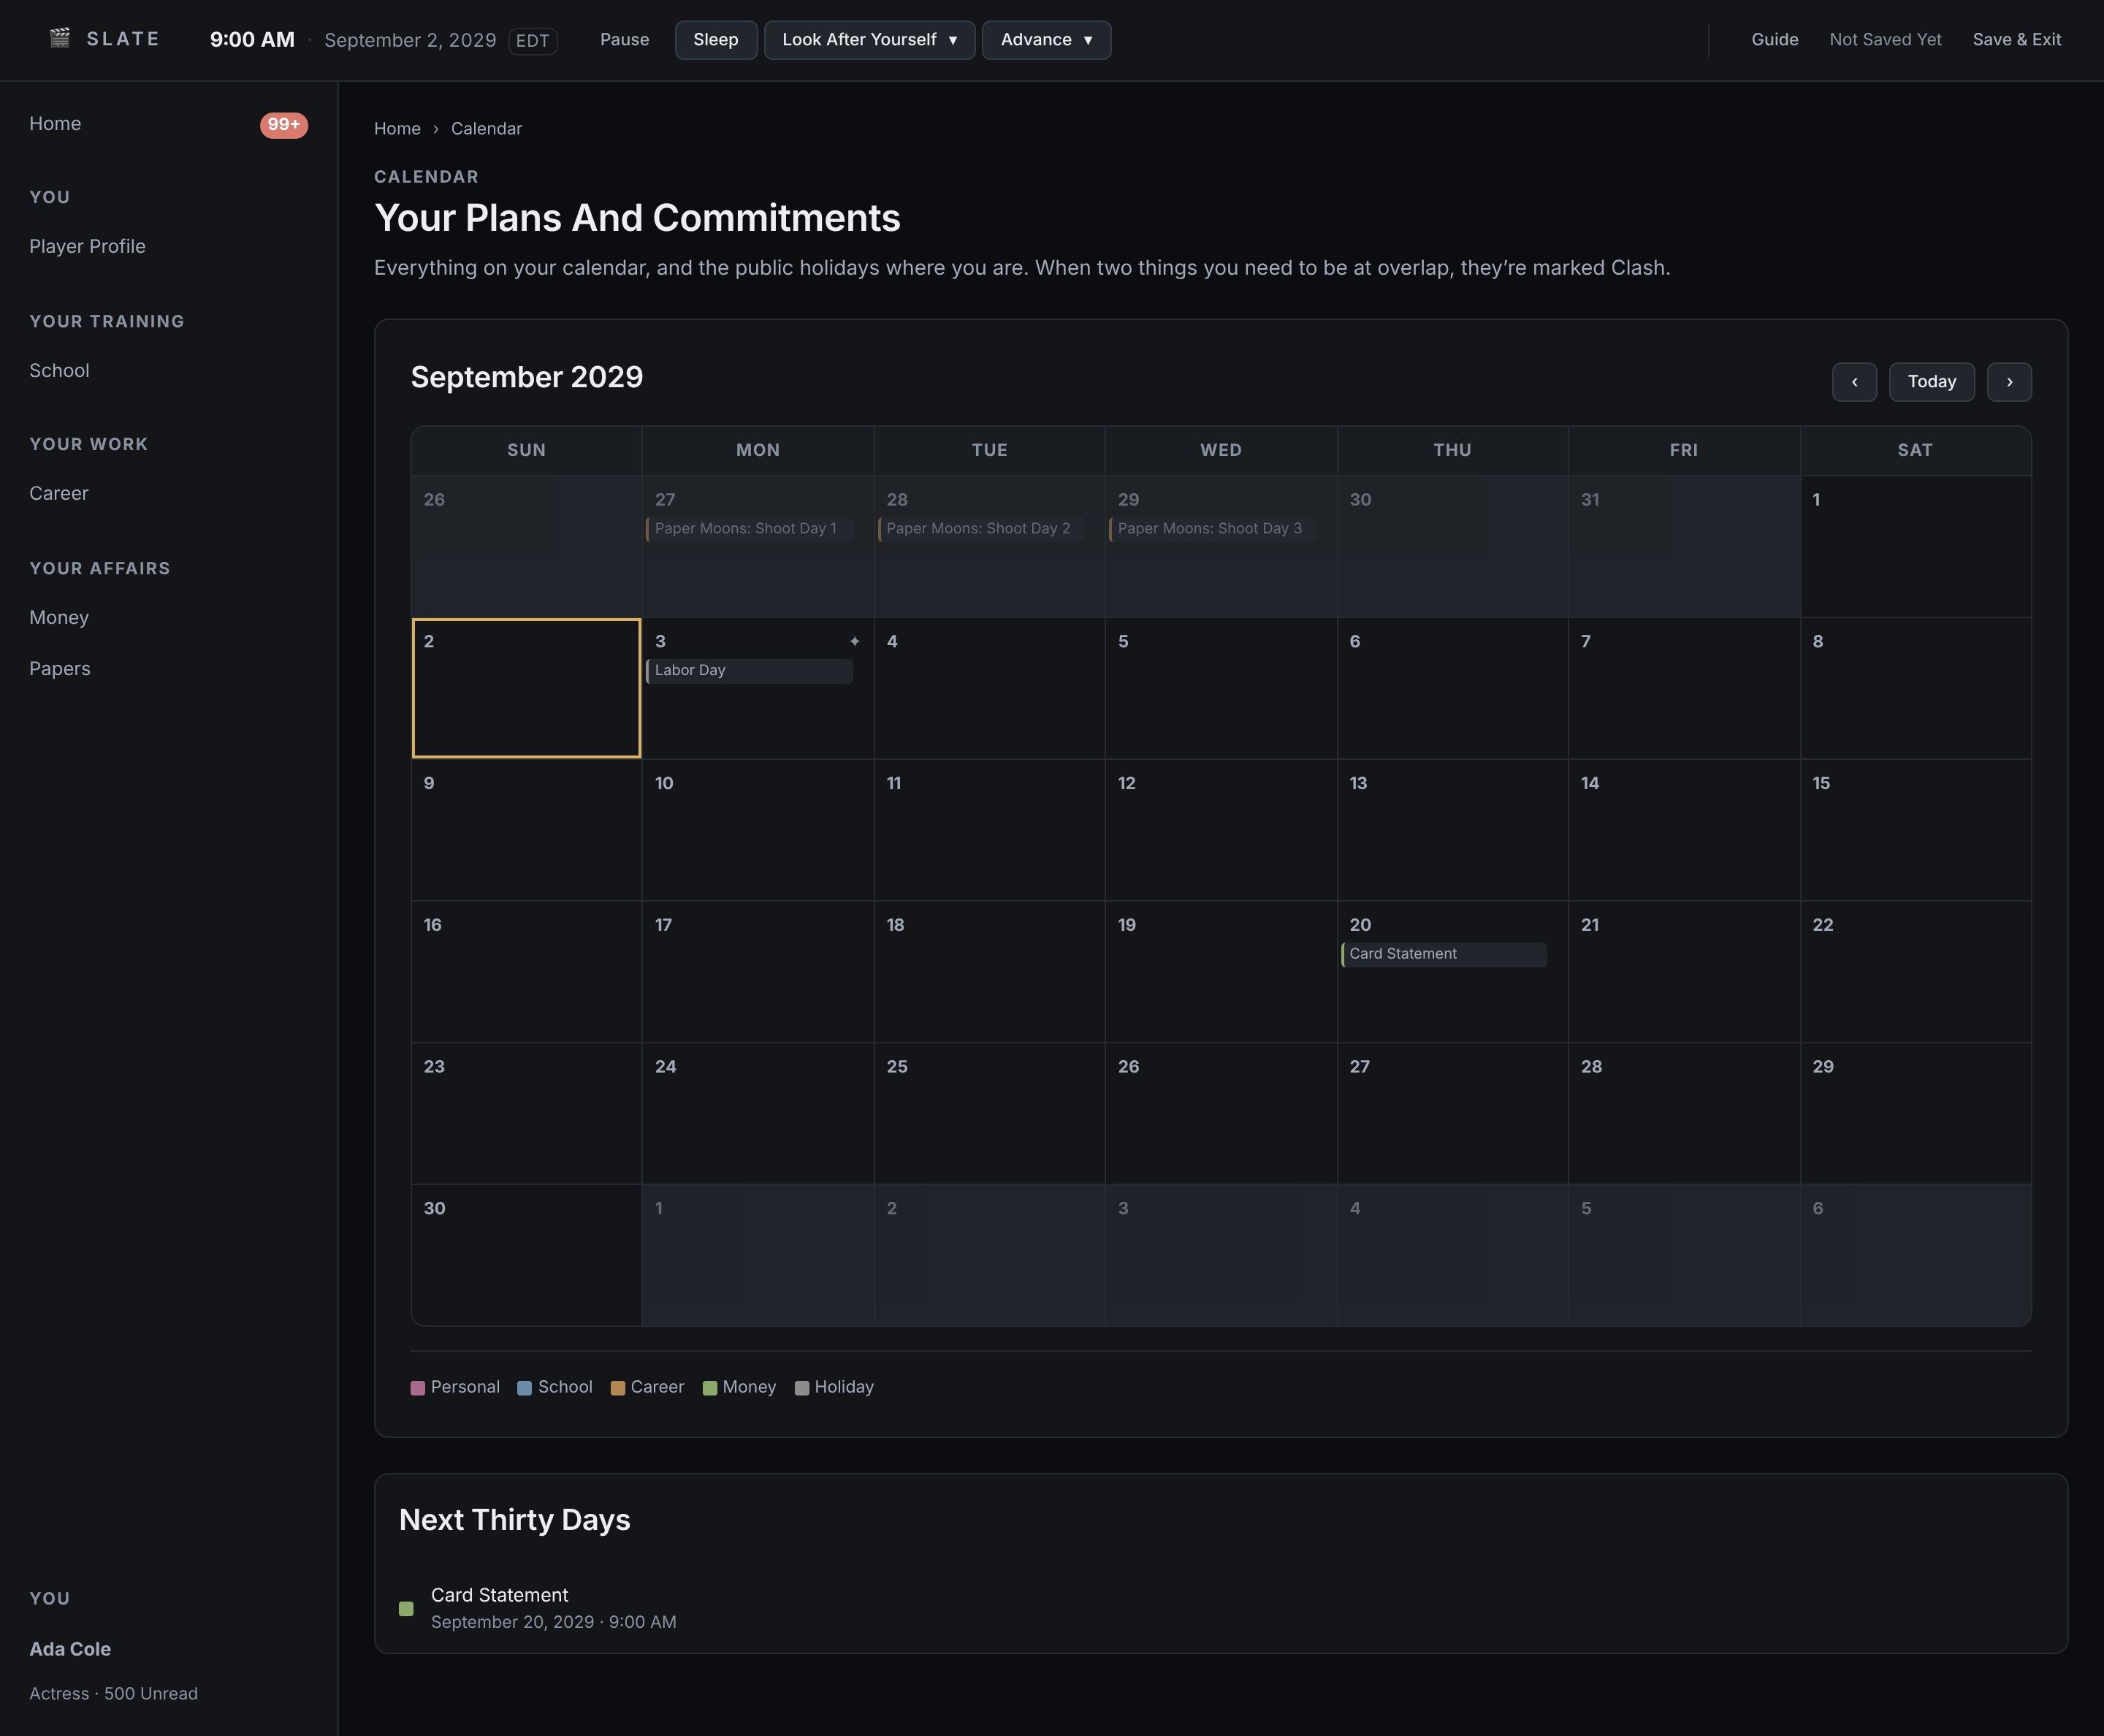 SLATE 9:00 AM · September 2, 2029 EDT Pause Sleep Look After Yourself ▾ Advance ▾ Guide Not Saved Yet Save & Exit
Home 99+
YOU
Player Profile
YOUR TRAINING
School
YOUR WORK
Career
YOUR AFFAIRS
Money
Papers
YOU
Ada Cole
Actress · 500 Unread
Home › Calendar
CALENDAR
Your Plans And Commitments
Everything on your calendar, and the public holidays where you are. When two things you need to be at overlap, they’re marked Clash.
September 2029 ‹ Today ›
SUN MON TUE WED THU FRI SAT
26 27 28 29 30 31 1
Paper Moons: Shoot Day 1 Paper Moons: Shoot Day 2 Paper Moons: Shoot Day 3
2 3 ✦ 4 5 6 7 8
Labor Day
9 10 11 12 13 14 15
16 17 18 19 20 21 22
Card Statement
23 24 25 26 27 28 29
30 1 2 3 4 5 6
Personal School Career Money Holiday
Next Thirty Days
Card Statement
September 20, 2029 · 9:00 AM